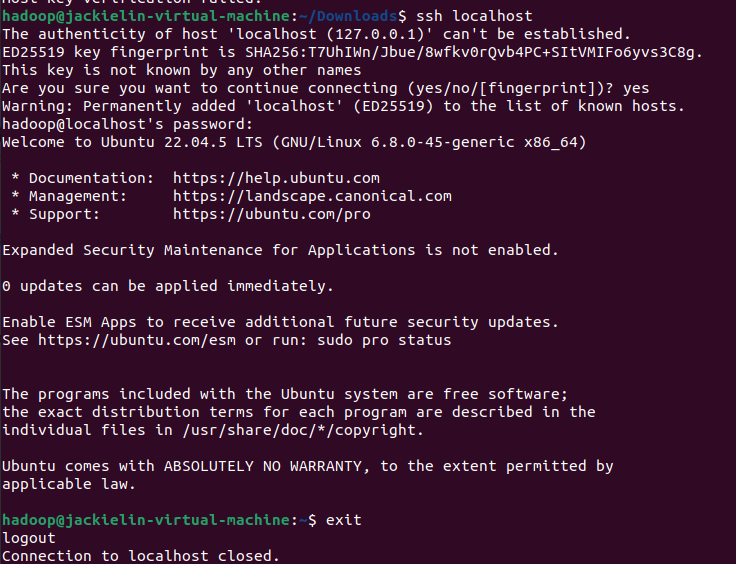 Host key verification failed.
hadoop@jackielin-virtual-machine:~/Downloads$ ssh localhost
The authenticity of host 'localhost (127.0.0.1)' can't be established.
ED25519 key fingerprint is SHA256:T7UhIWn/Jbue/8wfkv0rQvb4PC+SItVMIFo6yvs3C8g.
This key is not known by any other names
Are you sure you want to continue connecting (yes/no/[fingerprint])? yes
Warning: Permanently added 'localhost' (ED25519) to the list of known hosts.
hadoop@localhost's password:
Welcome to Ubuntu 22.04.5 LTS (GNU/Linux 6.8.0-45-generic x86_64)
* Documentation:  https://help.ubuntu.com
* Management:     https://landscape.canonical.com
* Support:        https://ubuntu.com/pro
Expanded Security Maintenance for Applications is not enabled.
0 updates can be applied immediately.
Enable ESM Apps to receive additional future security updates.
See https://ubuntu.com/esm or run: sudo pro status
The programs included with the Ubuntu system are free software;
the exact distribution terms for each program are described in the
individual files in /usr/share/doc/*/copyright.
Ubuntu comes with ABSOLUTELY NO WARRANTY, to the extent permitted by
applicable law.
hadoop@jackielin-virtual-machine:~$ exit
logout
Connection to localhost closed.